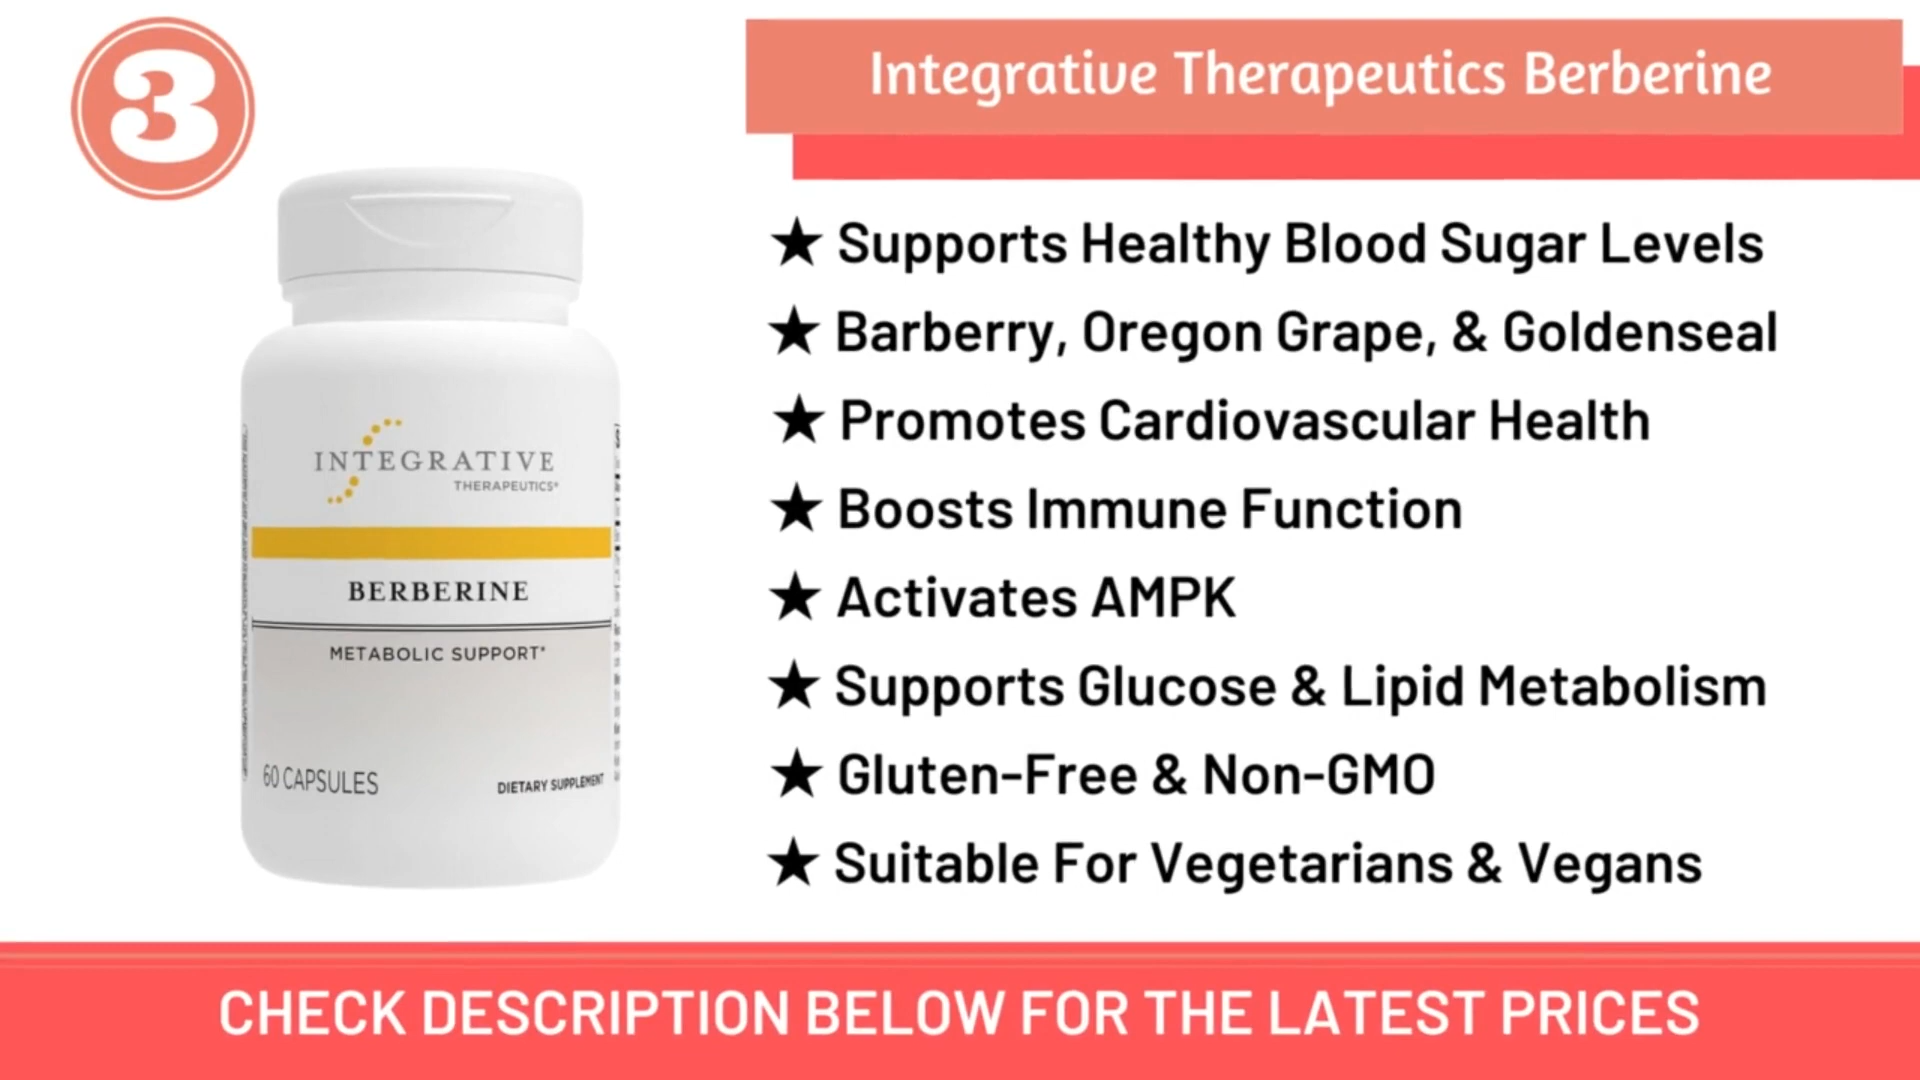 3
Integrative Therapeutics Berberine
★ Supports Healthy Blood Sugar Levels
★ Barberry, Oregon Grape, & Goldenseal
★ Promotes Cardiovascular Health
★ Boosts Immune Function
★ Activates AMPK
★ Supports Glucose & Lipid Metabolism
★ Gluten-Free & Non-GMO
★ Suitable For Vegetarians & Vegans
INTEGRATIVE
THERAPEUTICS®
BERBERINE
METABOLIC SUPPORT*
60 CAPSULES
DIETARY SUPPLEMENT
CHECK DESCRIPTION BELOW FOR THE LATEST PRICES